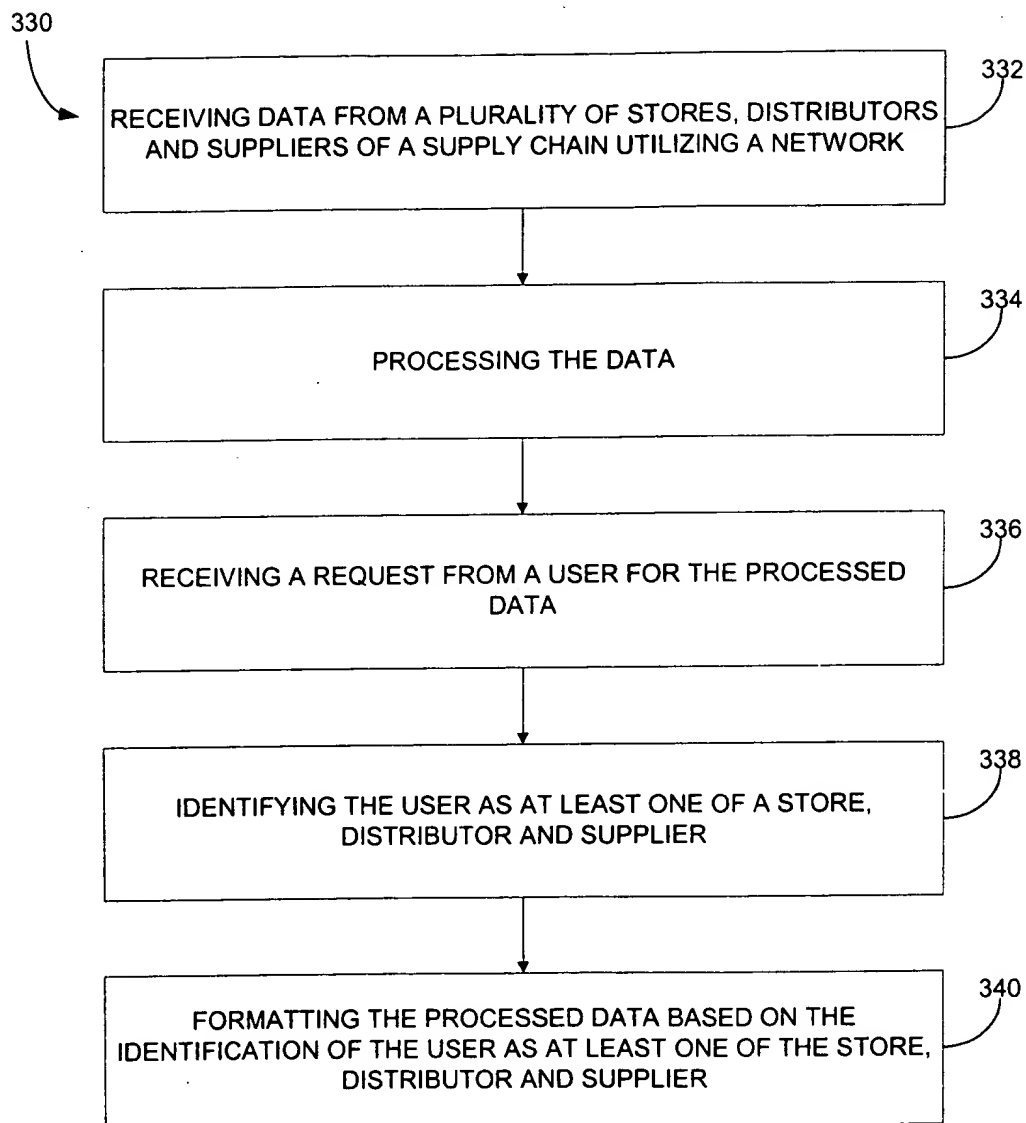 330
332
RECEIVING DATA FROM A PLURALITY OF STORES, DISTRIBUTORS
AND SUPPLIERS OF A SUPPLY CHAIN UTILIZING A NETWORK
334
PROCESSING THE DATA
336
RECEIVING A REQUEST FROM A USER FOR THE PROCESSED
DATA
338
IDENTIFYING THE USER AS AT LEAST ONE OF A STORE,
DISTRIBUTOR AND SUPPLIER
340
FORMATTING THE PROCESSED DATA BASED ON THE
IDENTIFICATION OF THE USER AS AT LEAST ONE OF THE STORE,
DISTRIBUTOR AND SUPPLIER